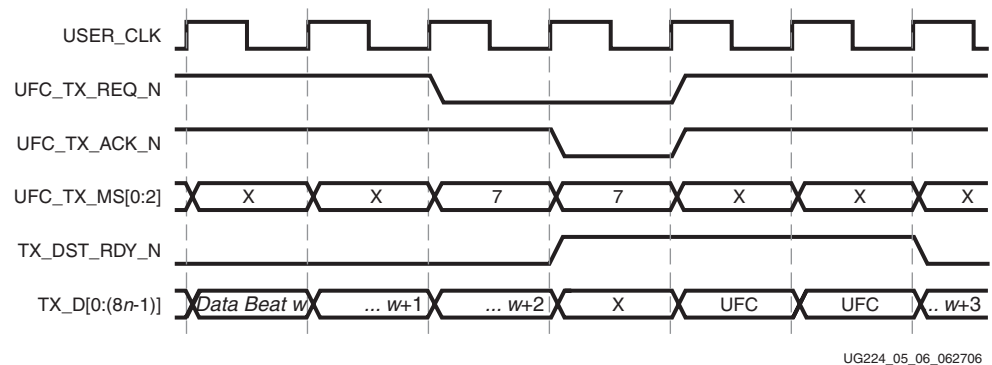 USER_CLK
UFC_TX_REQ_N
UFC_TX_ACK_N
UFC_TX_MS[0:2] X X 7 7 X X X
TX_DST_RDY_N
TX_D[0:(8n-1)] Data Beat w ... w+1 ... w+2 X UFC UFC .. w+3
UG224_05_06_062706